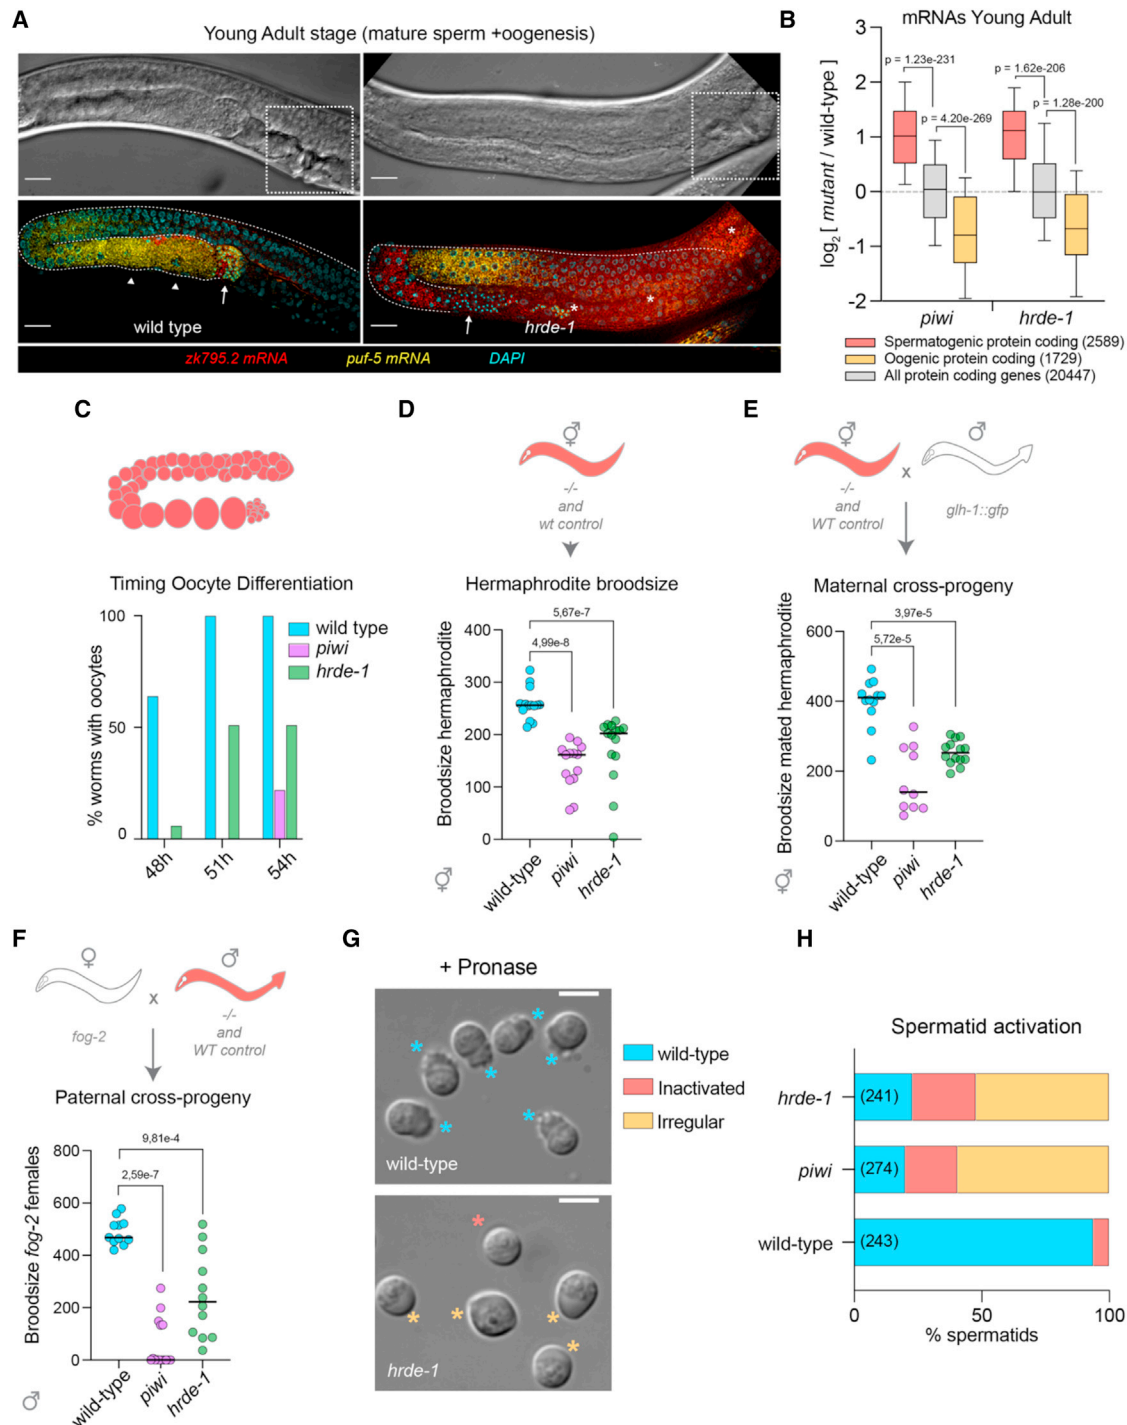 A
Young Adult stage (mature sperm +oogenesis)
wild type
hrde-1
zk795.2 mRNA
puf-5 mRNA
DAPI
B
mRNAs Young Adult
log2 [ mutant / wild-type ]
3
2
1
0
-1
-2
p = 1.23e-231
p = 4.20e-269
p = 1.62e-206
p = 1.28e-200
piwi
hrde-1
Spermatogenic protein coding (2589)
Oogenic protein coding (1729)
All protein coding genes (20447)
C
Timing Oocyte Differentiation
% worms with oocytes
100
50
0
48h
51h
54h
wild type
piwi
hrde-1
D
⚥
-/-
and
wt control
Hermaphrodite broodsize
Broodsize hermaphrodite
400
300
200
100
0
5,67e-7
4,99e-8
wild-type
piwi
hrde-1
⚥
E
⚥
♂
x
-/-
and
WT control
glh-1::gfp
Maternal cross-progeny
Broodsize mated hermaphrodite
600
400
200
0
3,97e-5
5,72e-5
wild-type
piwi
hrde-1
⚥
F
♀
♂
x
fog-2
-/-
and
WT control
Paternal cross-progeny
Broodsize fog-2 females
800
600
400
200
0
9,81e-4
2,59e-7
wild-type
piwi
hrde-1
♂
G
+ Pronase
wild-type
hrde-1
wild-type
Inactivated
Irregular
H
Spermatid activation
hrde-1
(241)
piwi
(274)
wild-type
(243)
0
50
100
% spermatids